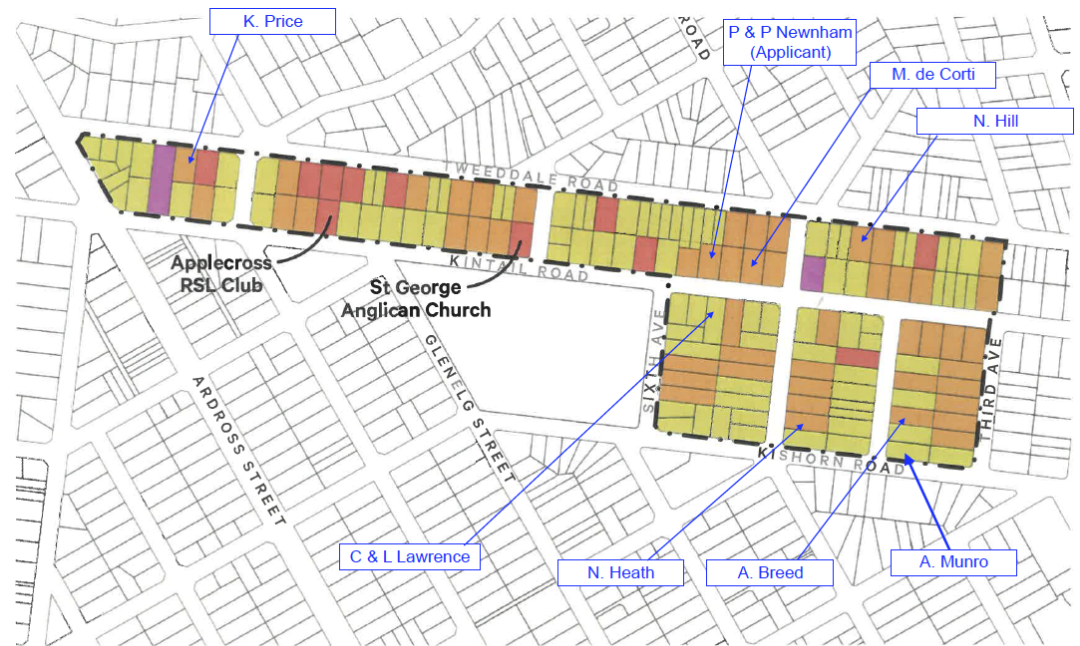 K. Price
P & P Newnham
(Applicant)
ROAD
M. de Corti
N. Hill
TWEEDDALE ROAD
Applecross
RSL Club
KINTAIL ROAD
St George
Anglican Church
SIXTH AVE
THIRD AVE
GLENELG STREET
ARDROSS STREET
KISHORN ROAD
C & L Lawrence
N. Heath
A. Breed
A. Munro